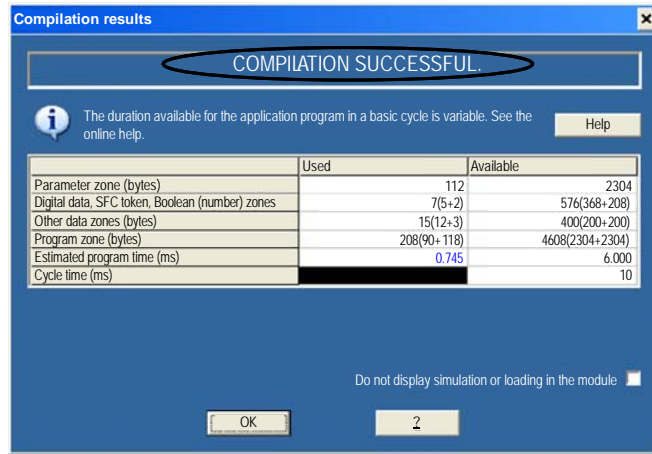 Compilation results
COMPILATION SUCCESSFUL.
The duration available for the application program in a basic cycle is variable. See the
online help.
Help
Used Available
Parameter zone (bytes) 112 2304
Digital data, SFC token, Boolean (number) zones 7(5+2) 576(368+208)
Other data zones (bytes) 15(12+3) 400(200+200)
Program zone (bytes) 208(90+118) 4608(2304+2304)
Estimated program time (ms) 0.745 6.000
Cycle time (ms) 10
Do not display simulation or loading in the module
OK ?